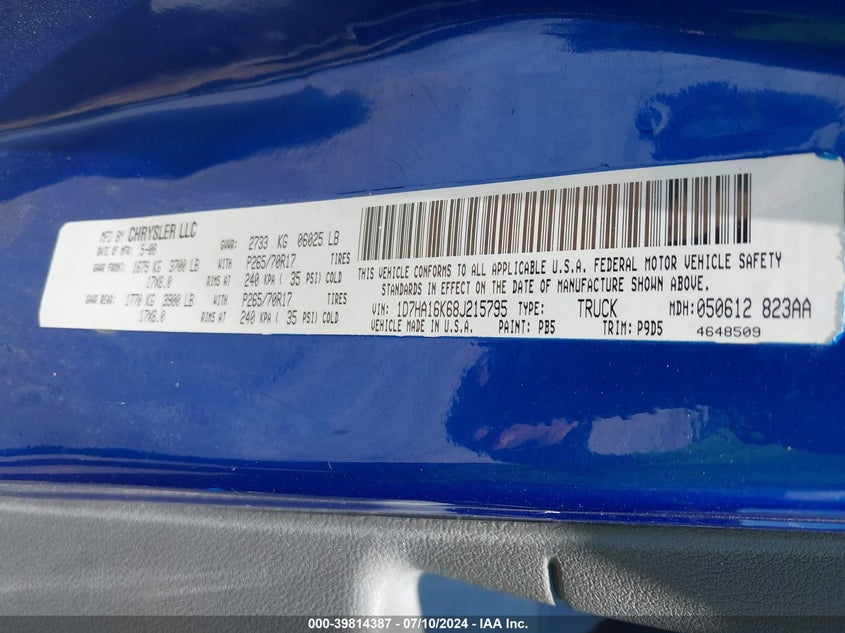 MFD BY CHRYSLER LLC
DATE OF MFR: 5-08 GVWR: 2733 KG 06025 LB
GAWR FRONT: 1678 KG 3700 LB WITH P265/70R17 TIRES
17X8.0 RIMS AT 240 KPA ( 35 PSI) COLD
GAWR REAR: 1770 KG 3900 LB WITH P265/70R17 TIRES
17X8.0 RIMS AT 240 KPA ( 35 PSI) COLD
THIS VEHICLE CONFORMS TO ALL APPLICABLE U.S.A. FEDERAL MOTOR VEHICLE SAFETY
STANDARDS IN EFFECT ON THE DATE OF MANUFACTURE SHOWN ABOVE.
VIN: 1D7HA16K68J215795 TYPE: TRUCK MDH: 050612 823AA
VEHICLE MADE IN U.S.A. PAINT: PB5 TRIM: P9D5 4648509
000-39814387 - 07/10/2024 - IAA Inc.